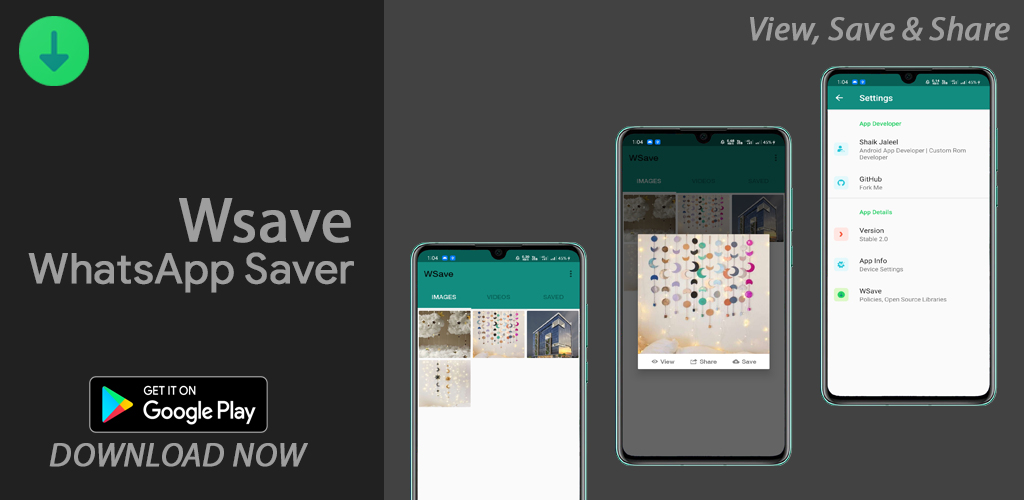 View, Save & Share
Wsave
WhatsApp Saver
GET IT ON
Google Play
DOWNLOAD NOW
1:04
45%
WSave
IMAGES
VIDEOS
SAVED
1:04
45%
WSave
IMAGES
VIDEOS
SAVED
View
Share
Save
1:04
45%
Settings
App Developer
Shaik Jaleel
Android App Developer | Custom Rom
Developer
GitHub
Fork Me
App Details
Version
Stable 2.0
App Info
Device Settings
WSave
Policies, Open Source Libraries